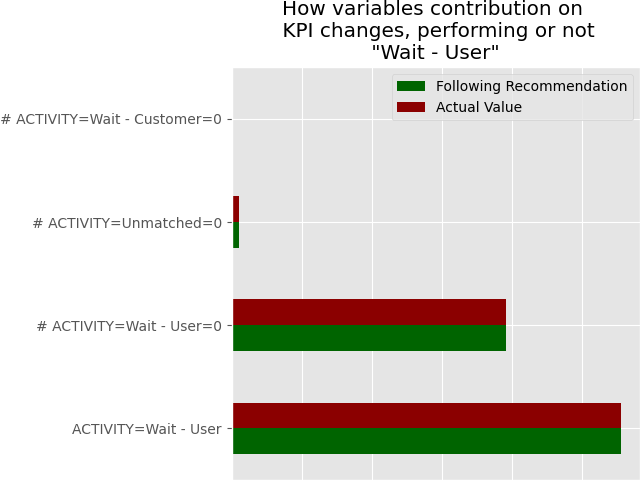 How variables contribution on
KPI changes, performing or not
"Wait - User"
Following Recommendation
Actual Value
# ACTIVITY=Wait - Customer=0
# ACTIVITY=Unmatched=0
# ACTIVITY=Wait - User=0
ACTIVITY=Wait - User